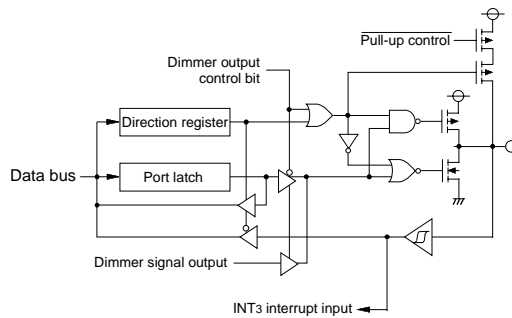 Pull-up control
Dimmer output
control bit
Direction register
Data bus
Port latch
Dimmer signal output
INT3 interrupt input